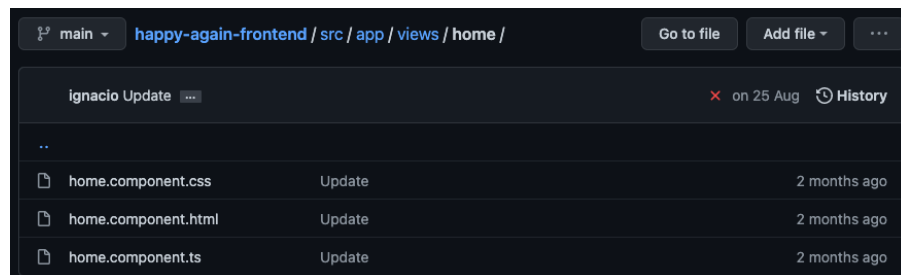 main happy-again-frontend / src / app / views / home / Go to file Add file ...
ignacio Update ... on 25 Aug History
..
home.component.css Update 2 months ago
home.component.html Update 2 months ago
home.component.ts Update 2 months ago